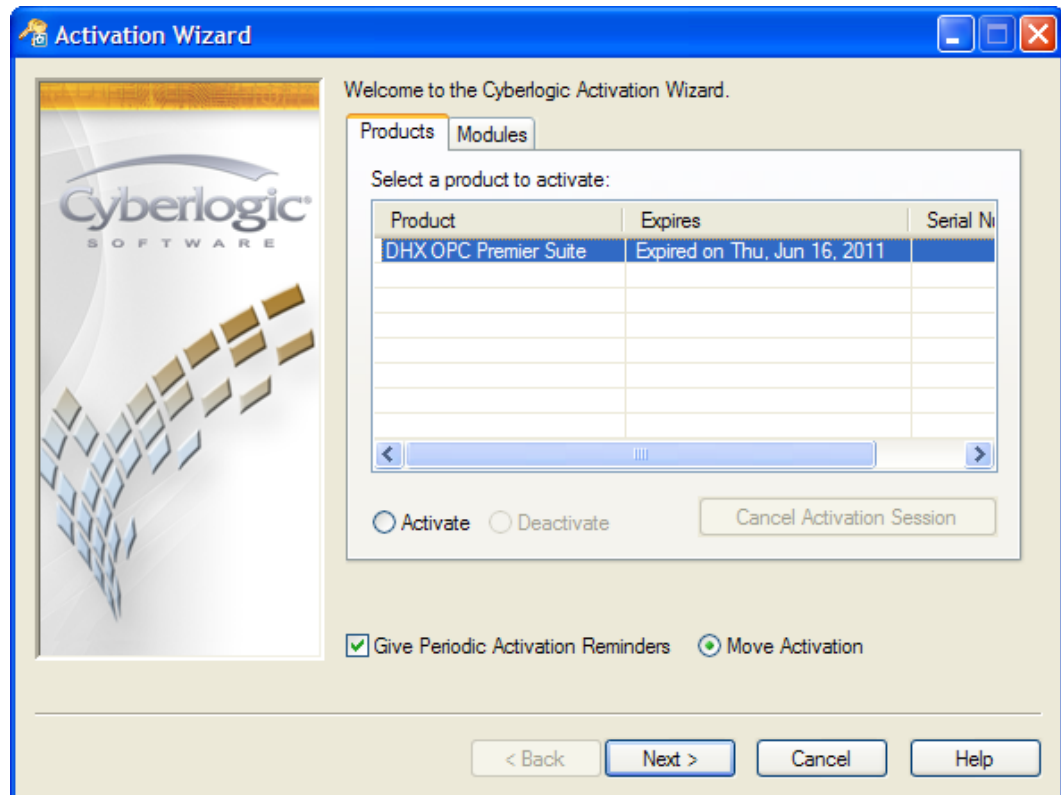 Activation Wizard
Welcome to the Cyberlogic Activation Wizard.
Cyberlogic®
SOFTWARE
Products Modules
Select a product to activate:
Product Expires Serial
DHX OPC Premier Suite Expired on Thu, Jun 16, 2011
Activate Deactivate Cancel Activation Session
Give Periodic Activation Reminders Move Activation
< Back Next > Cancel Help